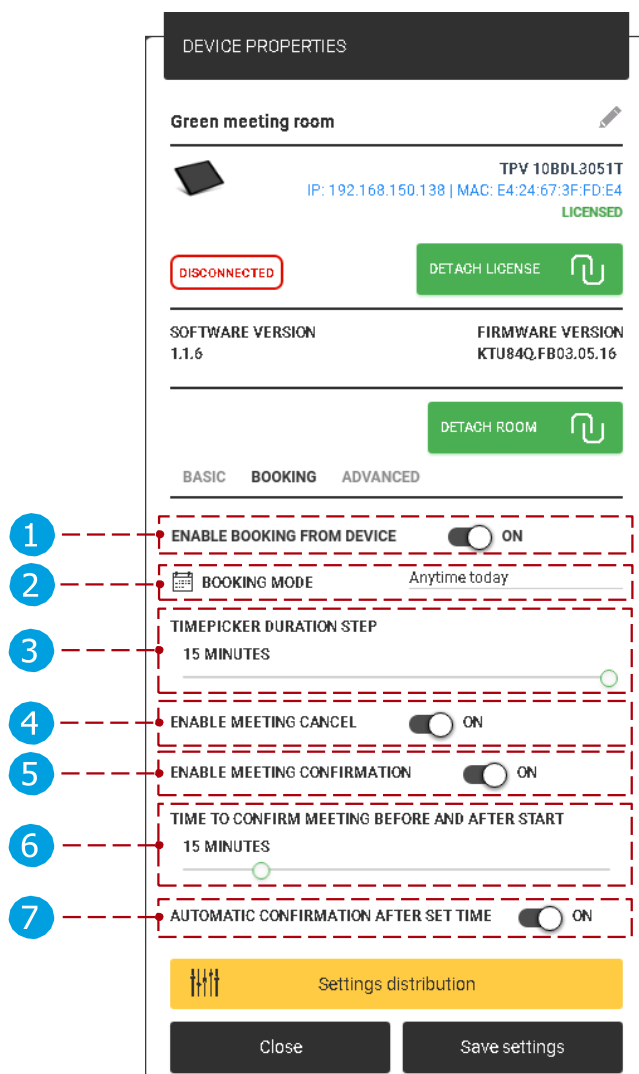 DEVICE PROPERTIES
Green meeting room
TPV 10BDL3051T
IP: 192.168.150.138 | MAC: E4:24:67:3F:FD:E4
LICENSED
DISCONNECTED
DETACH LICENSE
SOFTWARE VERSION FIRMWARE VERSION
1.1.6 KTU84Q.FB03.05.16
DETACH ROOM
BASIC BOOKING ADVANCED
1 ENABLE BOOKING FROM DEVICE ON
2 BOOKING MODE Anytime today
TIMEPICKER DURATION STEP
3 15 MINUTES
4 ENABLE MEETING CANCEL ON
5 ENABLE MEETING CONFIRMATION ON
TIME TO CONFIRM MEETING BEFORE AND AFTER START
6 15 MINUTES
7 AUTOMATIC CONFIRMATION AFTER SET TIME ON
Settings distribution
Close Save settings